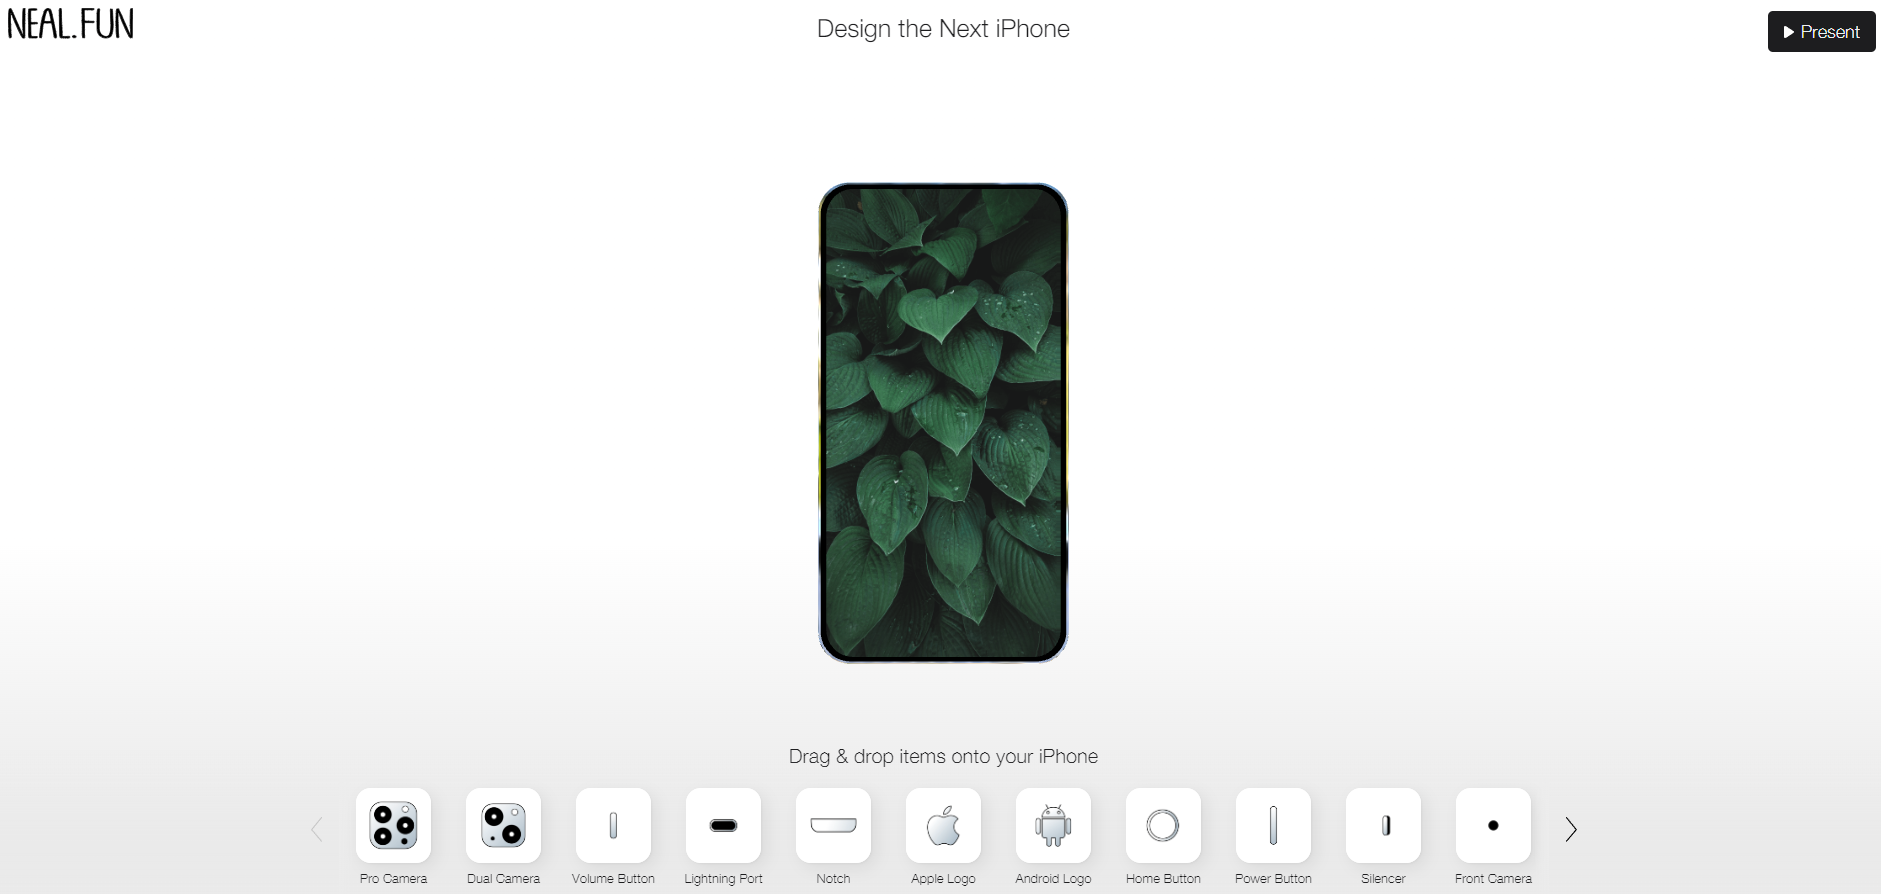 NEAL.FUN
Design the Next iPhone
Present
Drag & drop items onto your iPhone
Pro Camera
Dual Camera
Volume Button
Lightning Port
Notch
Apple Logo
Android Logo
Home Button
Power Button
Silencer
Front Camera